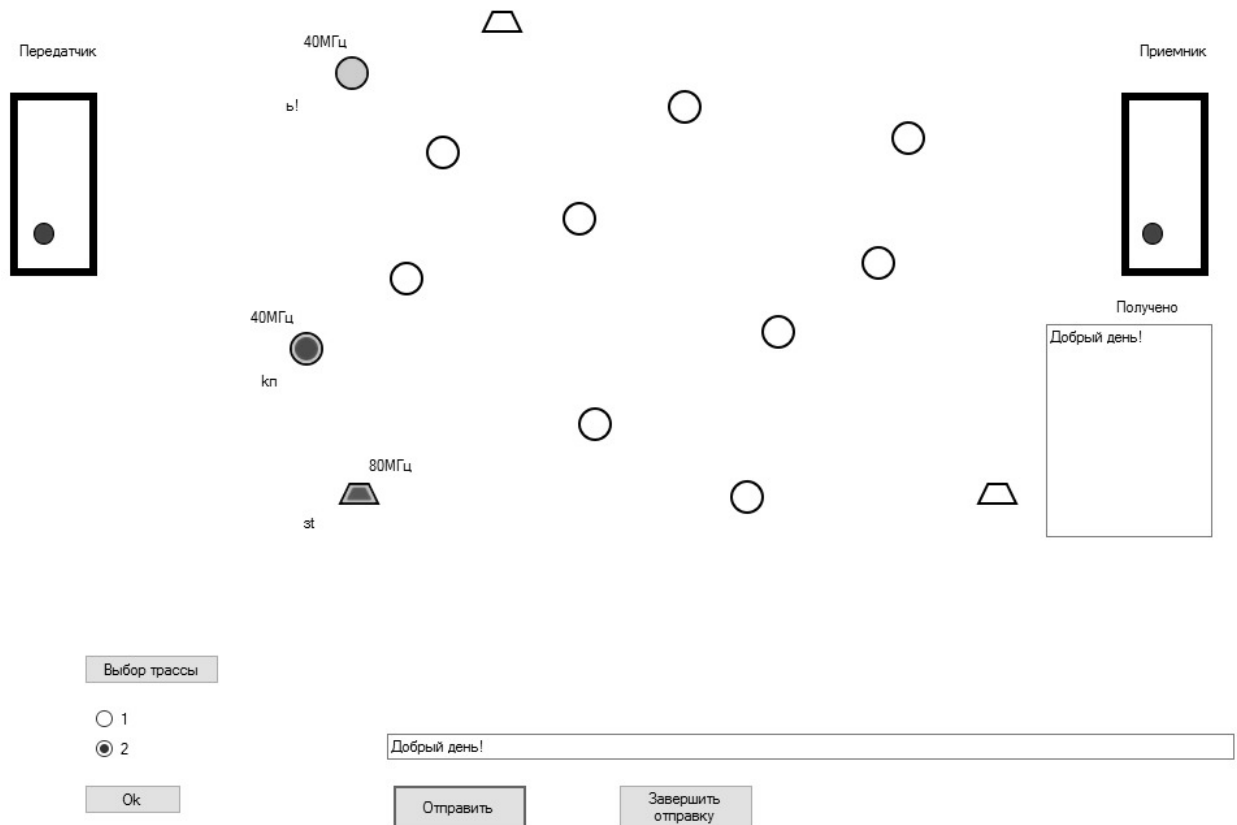 40МГц
Передатчик
Приемник
ь!
40МГц
Получено
Добрый день!
kп
80МГц
st
Выбор трассы
1
2
Добрый день!
Ok
Отправить
Завершить
отправку